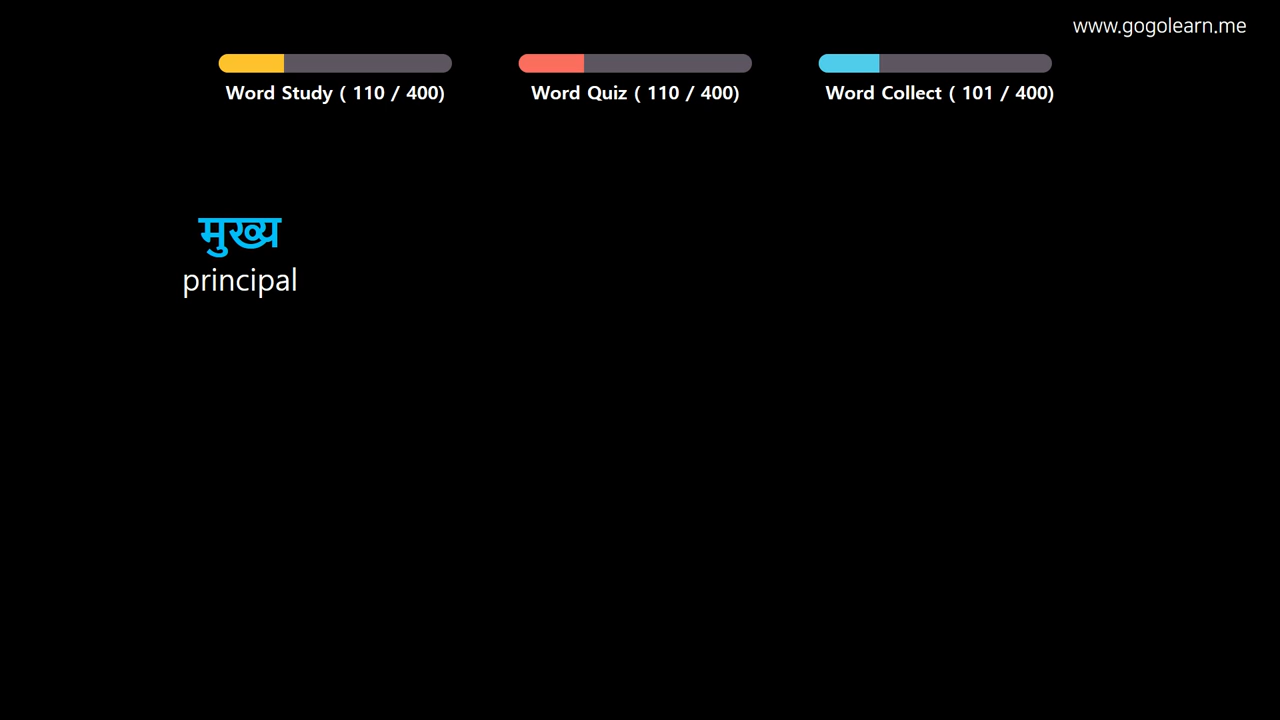 www.gogolearn.me
Word Study ( 110 / 400)
Word Quiz ( 110 / 400)
Word Collect ( 101 / 400)
मुख्य
principal